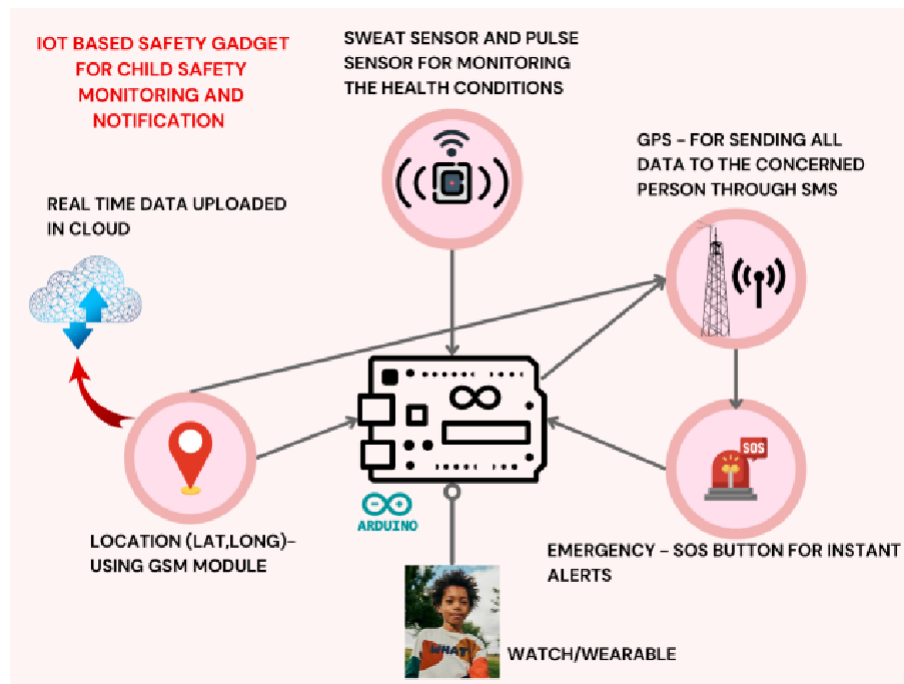 IOT BASED SAFETY GADGET
FOR CHILD SAFETY
MONITORING AND
NOTIFICATION
SWEAT SENSOR AND PULSE
SENSOR FOR MONITORING
THE HEALTH CONDITIONS
GPS – FOR SENDING ALL
DATA TO THE CONCERNED
PERSON THROUGH SMS
REAL TIME DATA UPLOADED
IN CLOUD
SOS
ARDUINO
LOCATION (LAT,LONG)–
USING GSM MODULE
EMERGENCY – SOS BUTTON FOR INSTANT
ALERTS
WHAT
WATCH/WEARABLE